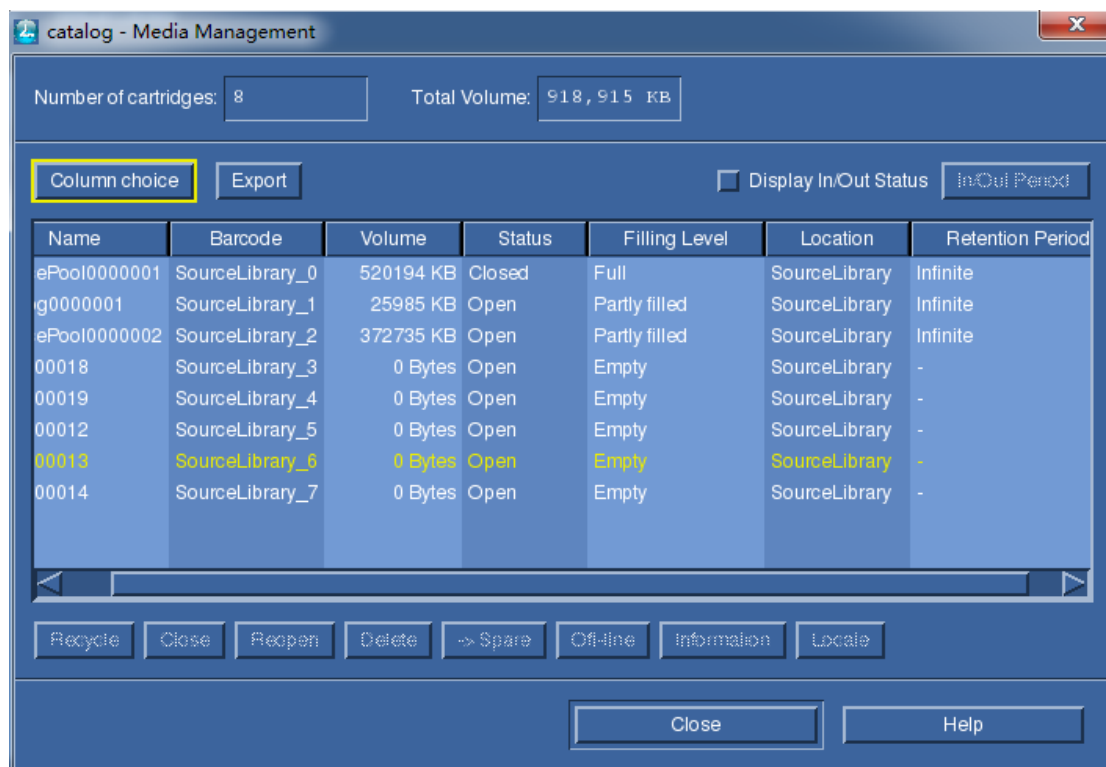 catalog - Media Management
Number of cartridges: 8 Total Volume: 918,915 KB
Column choice Export Display In/Out Status In/Out Period
Name Barcode Volume Status Filling Level Location Retention Period
ePool0000001 SourceLibrary_0 520194 KB Closed Full SourceLibrary Infinite
g0000001 SourceLibrary_1 25985 KB Open Partly filled SourceLibrary Infinite
ePool0000002 SourceLibrary_2 372735 KB Open Partly filled SourceLibrary Infinite
00018 SourceLibrary_3 0 Bytes Open Empty SourceLibrary -
00019 SourceLibrary_4 0 Bytes Open Empty SourceLibrary -
00012 SourceLibrary_5 0 Bytes Open Empty SourceLibrary -
00013 SourceLibrary_6 0 Bytes Open Empty SourceLibrary -
00014 SourceLibrary_7 0 Bytes Open Empty SourceLibrary -
Recycle Close Reopen Delete -> Spare Off-line Information Locate
Close Help